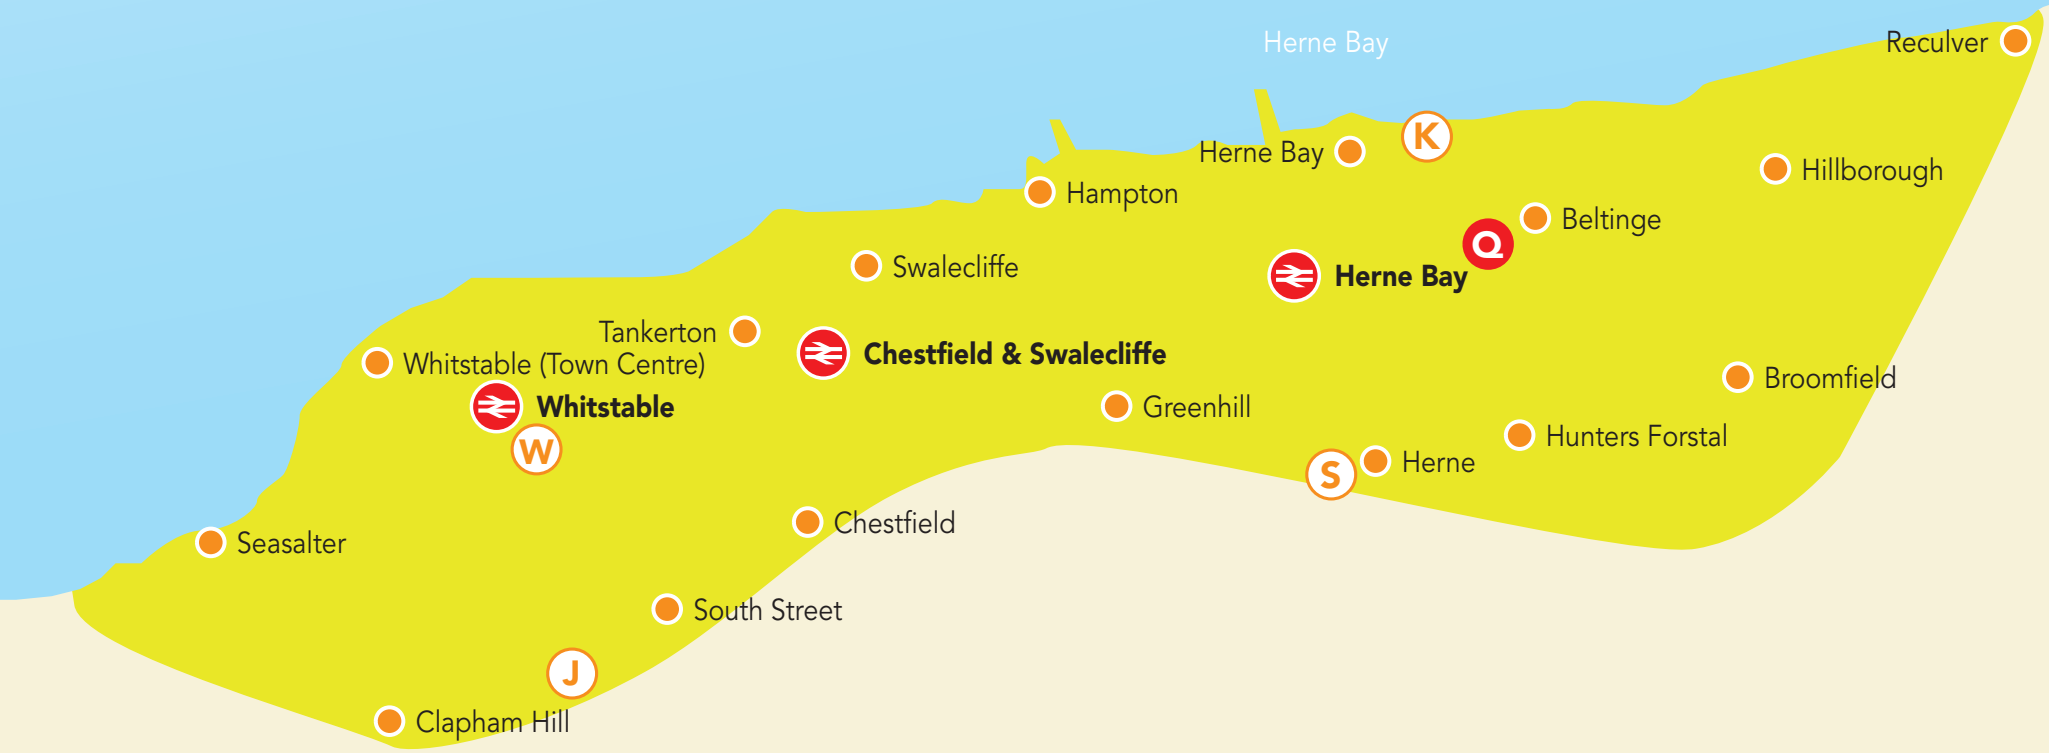 Herne Bay
Reculver
K
Herne Bay
Hillborough
Hampton
Beltinge
Q
Swalecliffe
Herne Bay
Tankerton
Chestfield & Swalecliffe
Whitstable (Town Centre)
Broomfield
Whitstable
Greenhill
Hunters Forstal
W
S
Herne
Chestfield
Seasalter
South Street
J
Clapham Hill